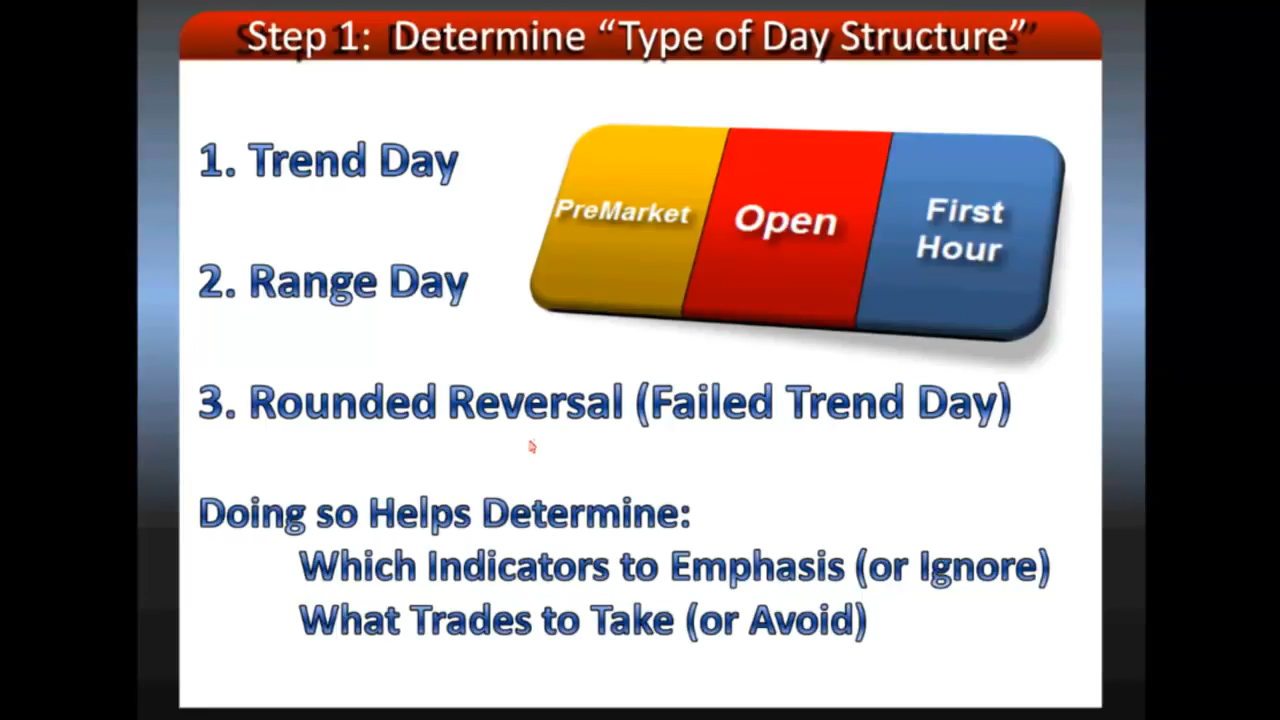 Step 1:  Determine “Type of Day Structure”
1. Trend Day
PreMarket
Open
First
Hour
2. Range Day
3. Rounded Reversal (Failed Trend Day)
Doing so Helps Determine:
Which Indicators to Emphasis (or Ignore)
What Trades to Take (or Avoid)